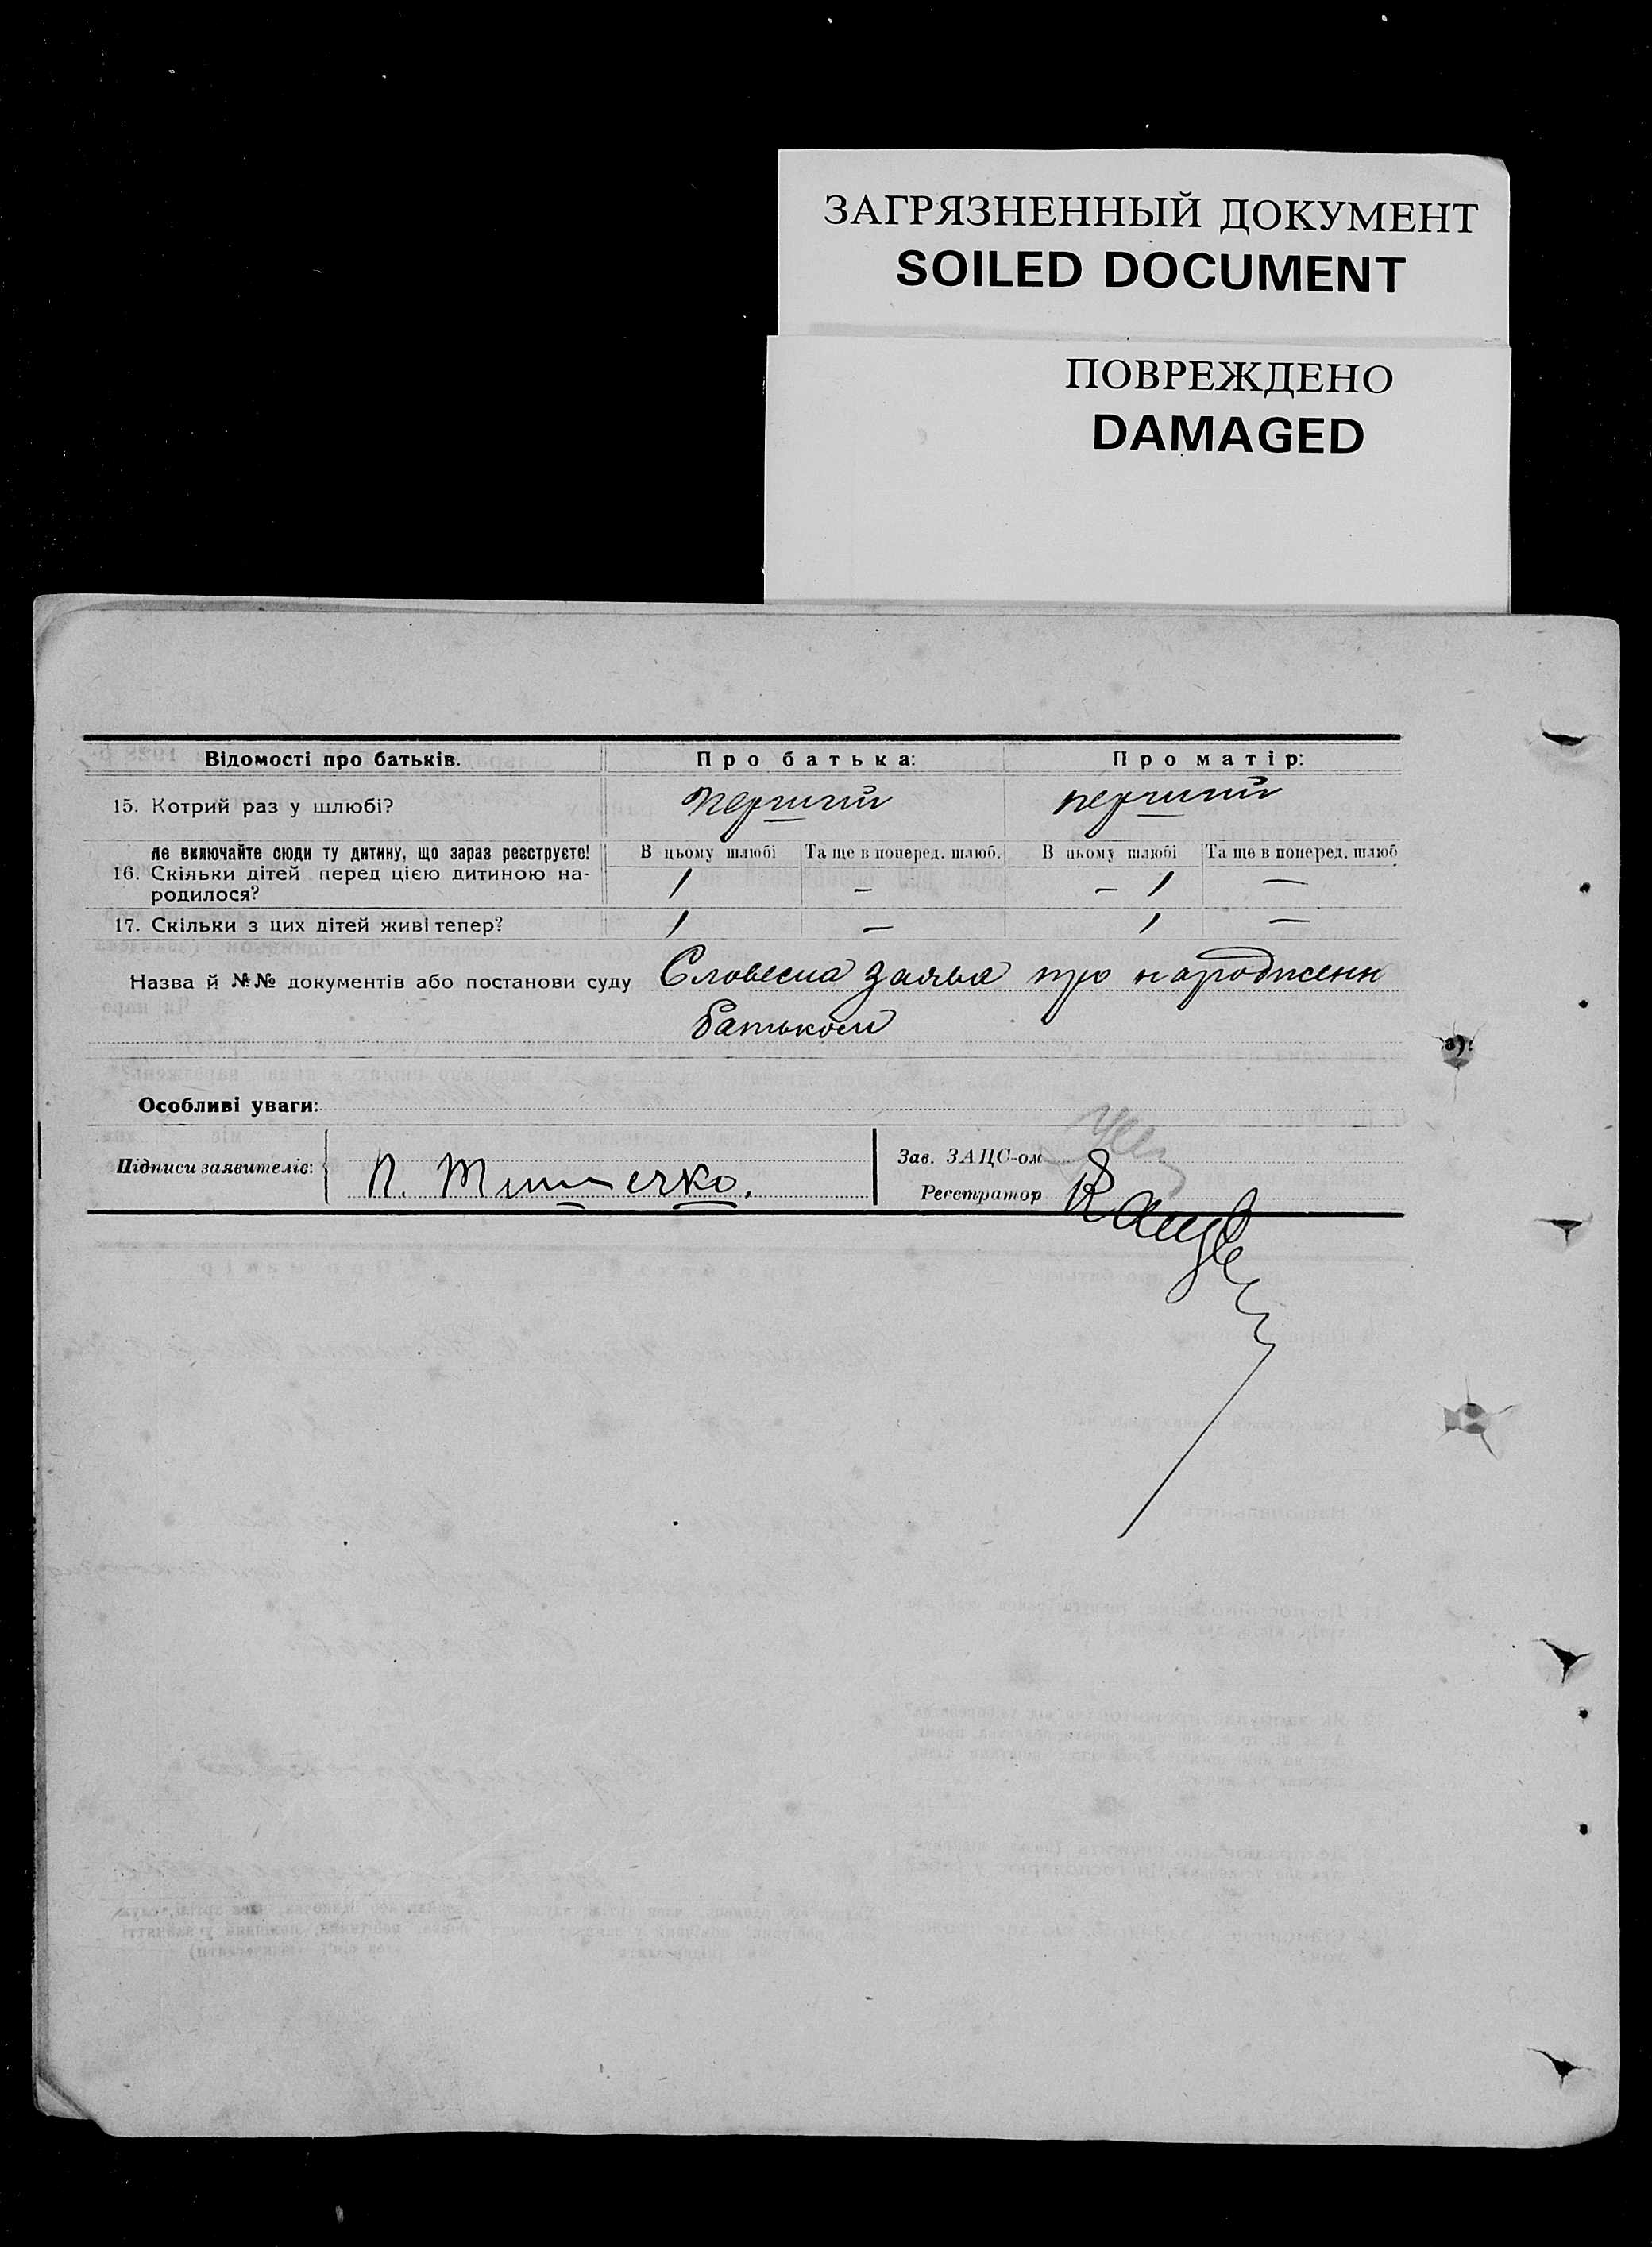 ЗАГРЯЗНЕННЫЙ ДОКУМЕНТ
SOILED DOCUMENT
ПОВРЕЖДЕНО
DAMAGED
Відомості про батьків. Про батька: Про матір:
15. Котрий раз у шлюбі? перший перший
Не включайте сюди ту дитину, що зараз реєструєте! В цьому шлюбі Та ще в поперед. шлюб. В цьому шлюбі Та ще в поперед. шлюб
16. Скільки дітей перед цією дитиною на- 1 – – 1 —
родилося?
17. Скільки з цих дітей живі тепер? 1 – 1 —
Назва й №№ документів або постанови суду Словесна заява про народженн
батьком
а):
Особливі уваги:
Підписи заявителів: П. Зав. ЗАЦС-ом
Реєстратор